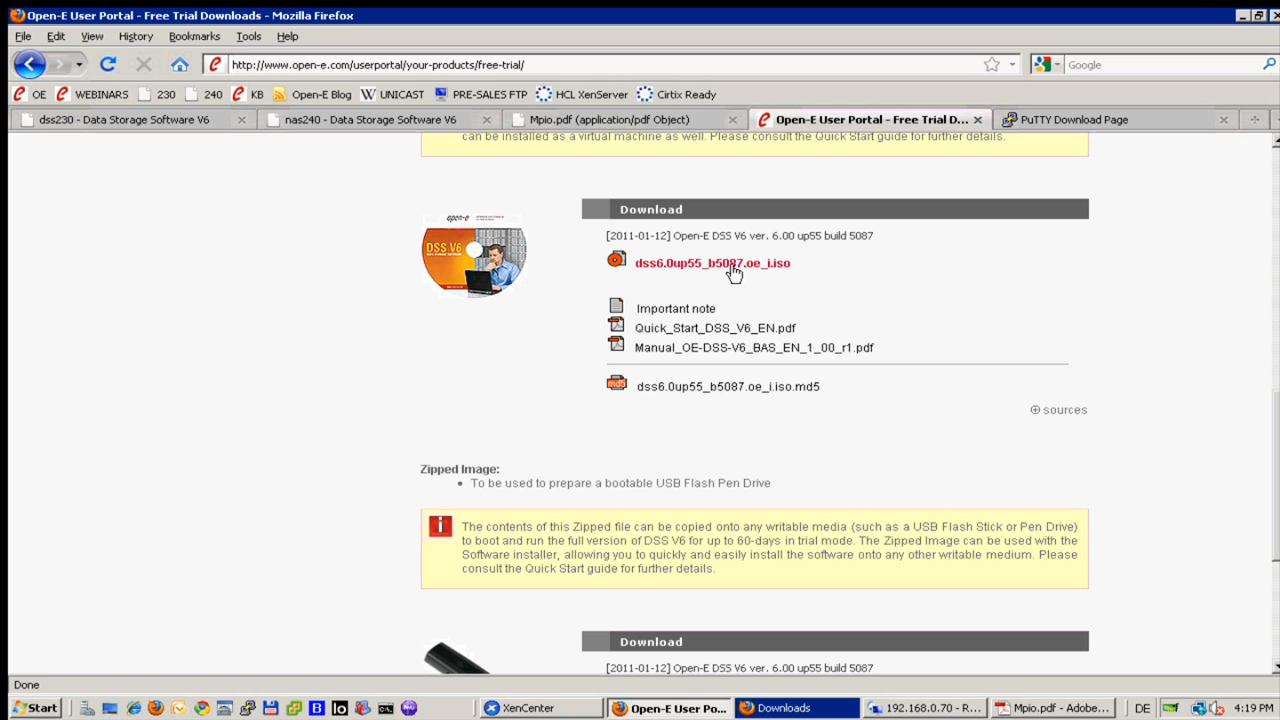 Open-E User Portal - Free Trial Downloads - Mozilla Firefox
File Edit View History Bookmarks Tools Help
http://www.open-e.com/userportal/your-products/free-trial/
Google
OE WEBINARS 230 240 KB Open-E Blog UNICAST PRE-SALES FTP HCL XenServer Cirtix Ready
dss230 - Data Storage Software V6 nas240 - Data Storage Software V6 Mpio.pdf (application/pdf Object) Open-E User Portal - Free Trial D... PuTTY Download Page
can be installed as a virtual machine as well. Please consult the Quick Start guide for further details.
Download
open-e
DSS V6
[2011-01-12] Open-E DSS V6 ver. 6.00 up55 build 5087
dss6.0up55_b5087.oe_i.iso
Important note
Quick_Start_DSS_V6_EN.pdf
Manual_OE-DSS-V6_BAS_EN_1_00_r1.pdf
md5 dss6.0up55_b5087.oe_i.iso.md5
sources
Zipped Image:
• To be used to prepare a bootable USB Flash Pen Drive
The contents of this Zipped file can be copied onto any writable media (such as a USB Flash Stick or Pen Drive)
to boot and run the full version of DSS V6 for up to 60-days in trial mode. The Zipped Image can be used with the
Software installer, allowing you to quickly and easily install the software onto any other writable medium. Please
consult the Quick Start guide for further details.
Download
[2011-01-12] Open-E DSS V6 ver. 6.00 up55 build 5087
Done
Start XenCenter Open-E User Po... Downloads 192.168.0.70 - R... Mpio.pdf - Adobe... DE 4:19 PM